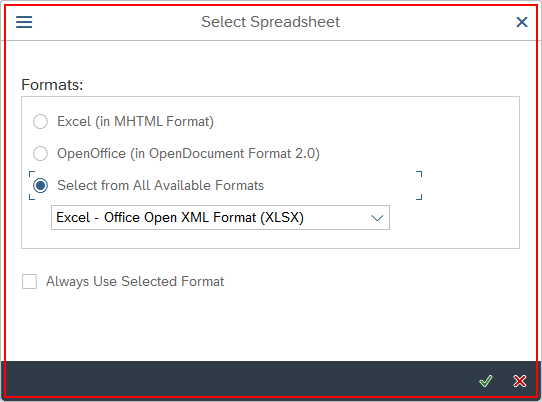 Select Spreadsheet
Formats:
Excel (in MHTML Format)
OpenOffice (in OpenDocument Format 2.0)
Select from All Available Formats
Excel - Office Open XML Format (XLSX)
Always Use Selected Format